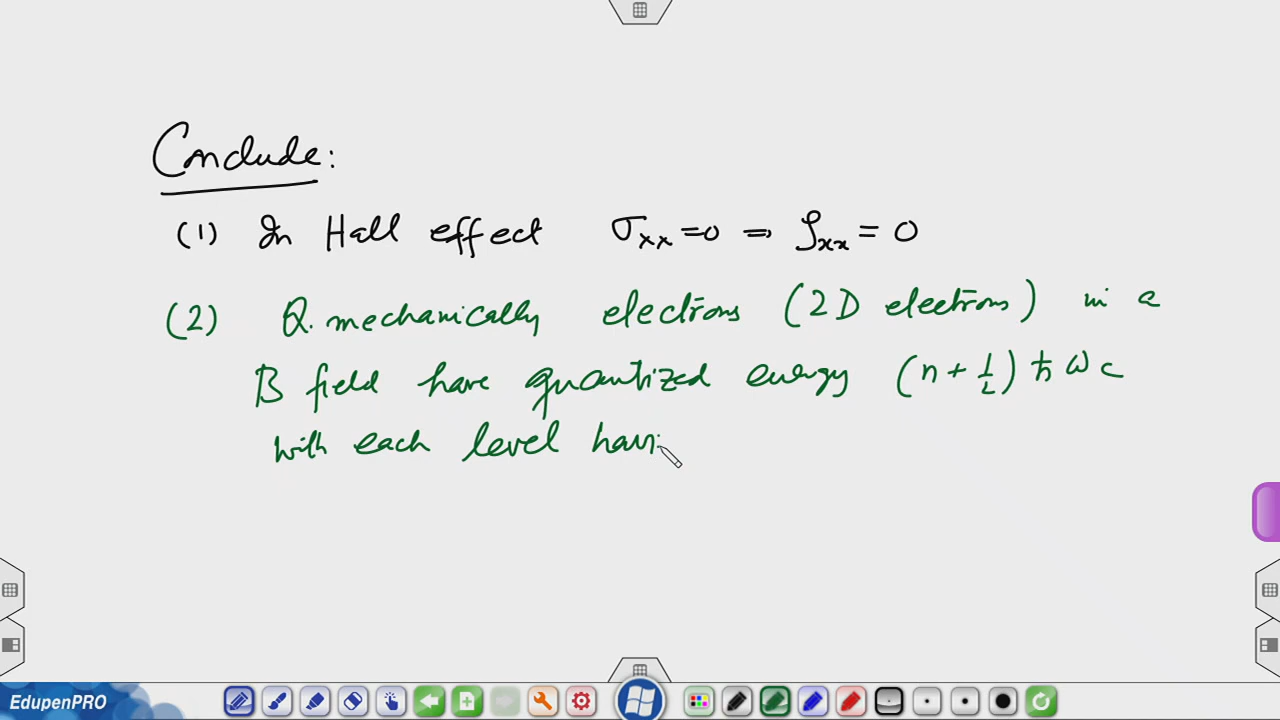 Conclude:
(1) In Hall effect σxx=0 ⇒ ρxx = 0
(2) Q. mechanically electrons (2D electrons) in a
B field have quantized energy (n + 1/2) ħ ωc
with each level havi
EdupenPRO